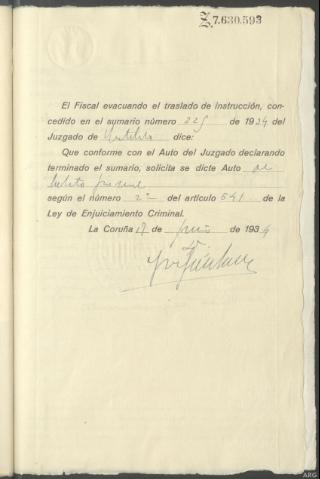 Z.7.630.593
El Fiscal evacuando el traslado de instrucción, con-
cedido en el sumario número 225 de 1934 del
Juzgado de dice:
Que conforme con el Auto del Juzgado declarando
terminado el sumario, solicita se dicte Auto de
según el número 2º del artículo 641 de la
Ley de Enjuiciamiento Criminal.
La Coruña de de 1934
ARG